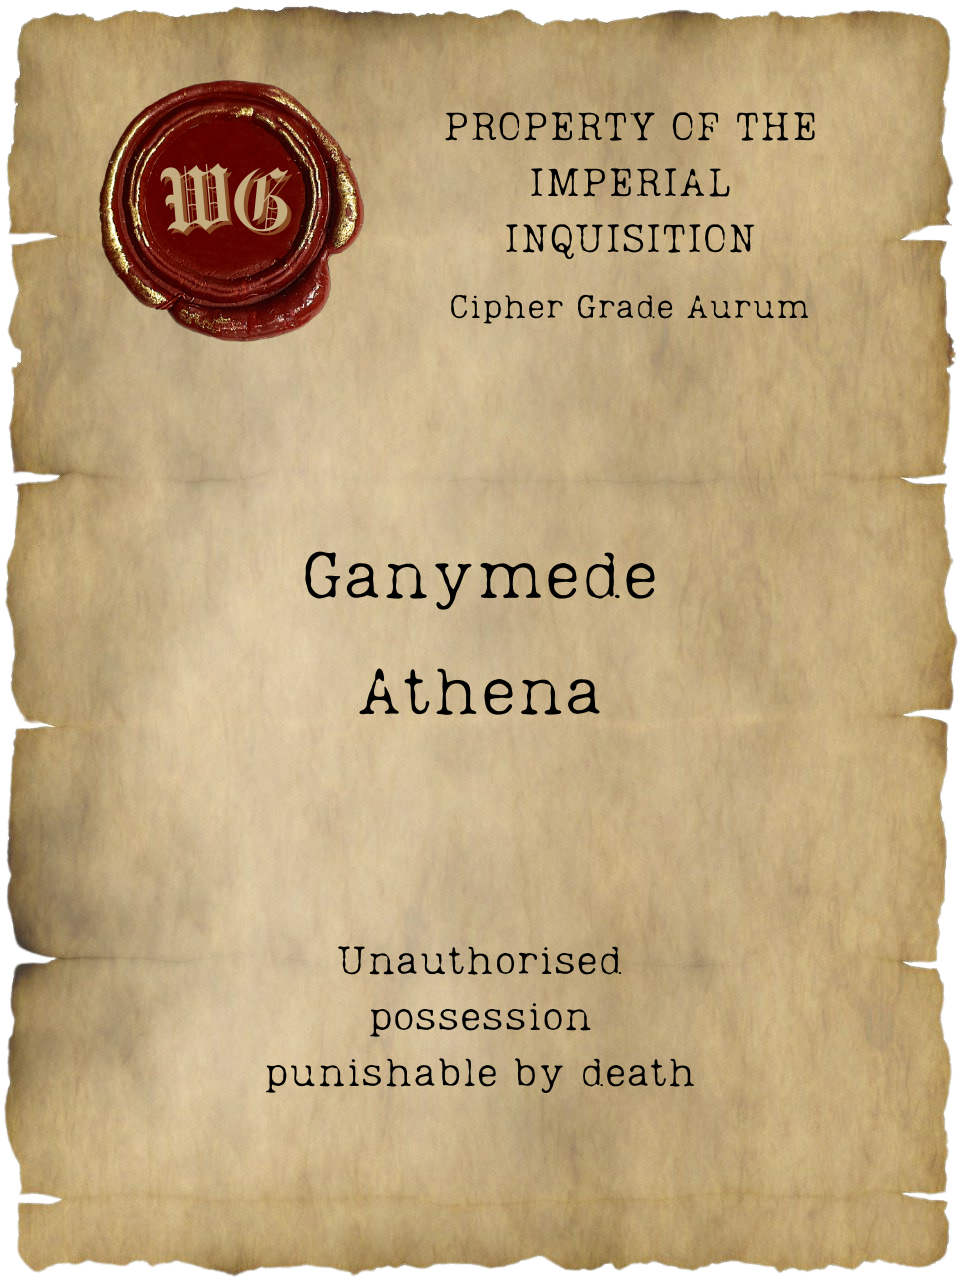 WG
PROPERTY OF THE
IMPERIAL
INQUISITION
Cipher Grade Aurum
Ganymede
Athena
Unauthorised
possession
punishable by death